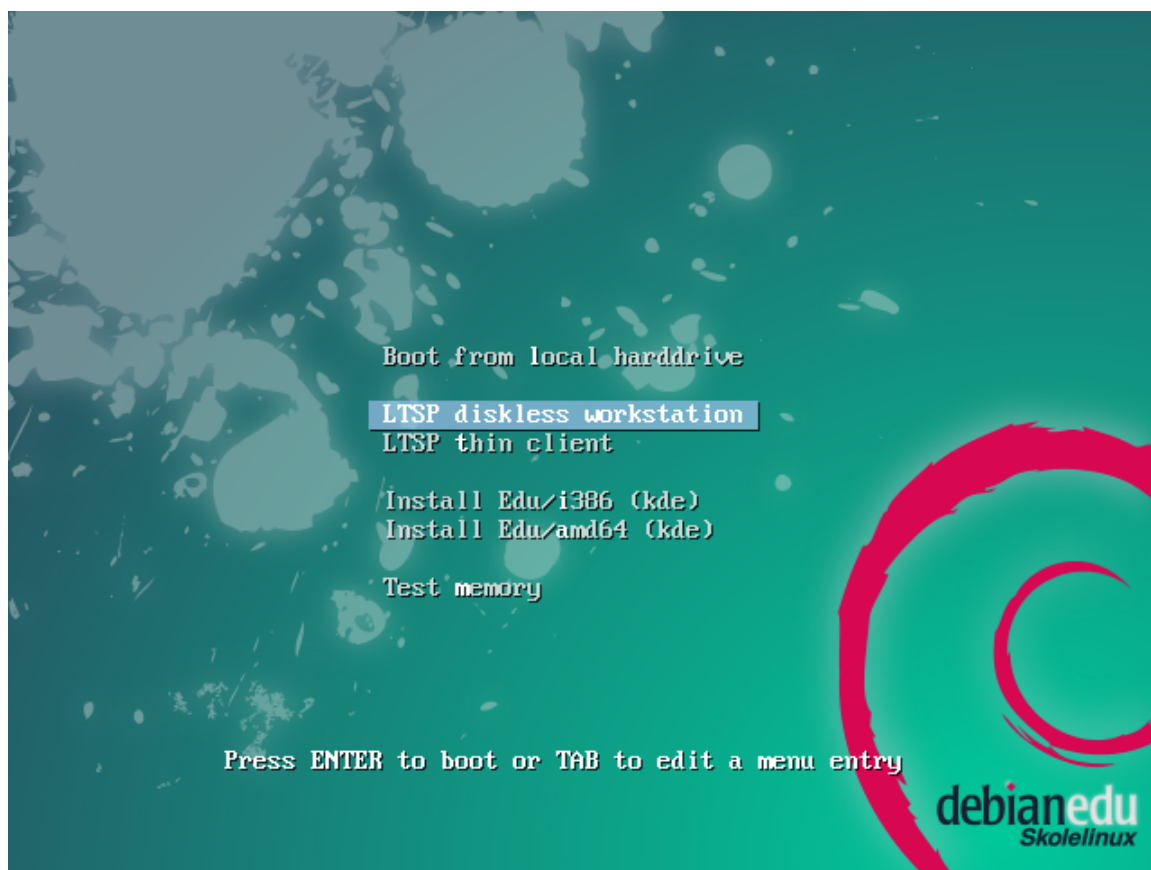 Boot from local harddrive
LTSP diskless workstation
LTSP thin client
Install Edu/i386 (kde)
Install Edu/amd64 (kde)
Test memory
Press ENTER to boot or TAB to edit a menu entry
debianedu
Skolelinux